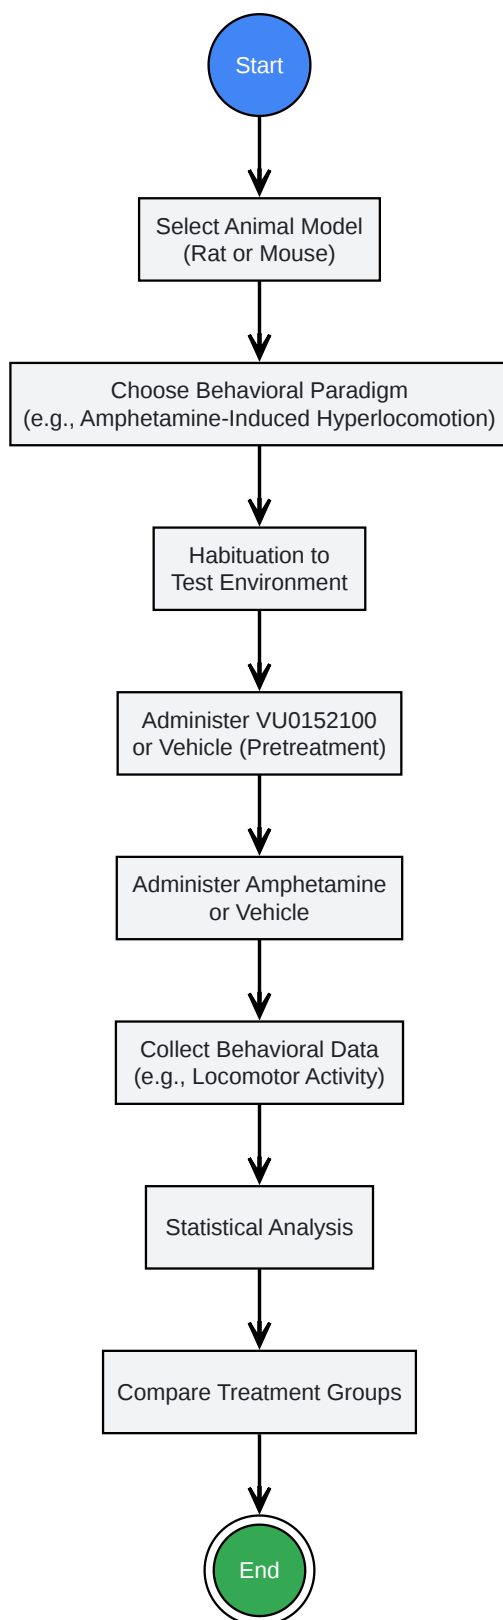 Start
Select Animal Model
(Rat or Mouse)
Choose Behavioral Paradigm
(e.g., Amphetamine-Induced Hyperlocomotion)
Habituation to
Test Environment
Administer VU0152100
or Vehicle (Pretreatment)
Administer Amphetamine
or Vehicle
Collect Behavioral Data
(e.g., Locomotor Activity)
Statistical Analysis
Compare Treatment Groups
End